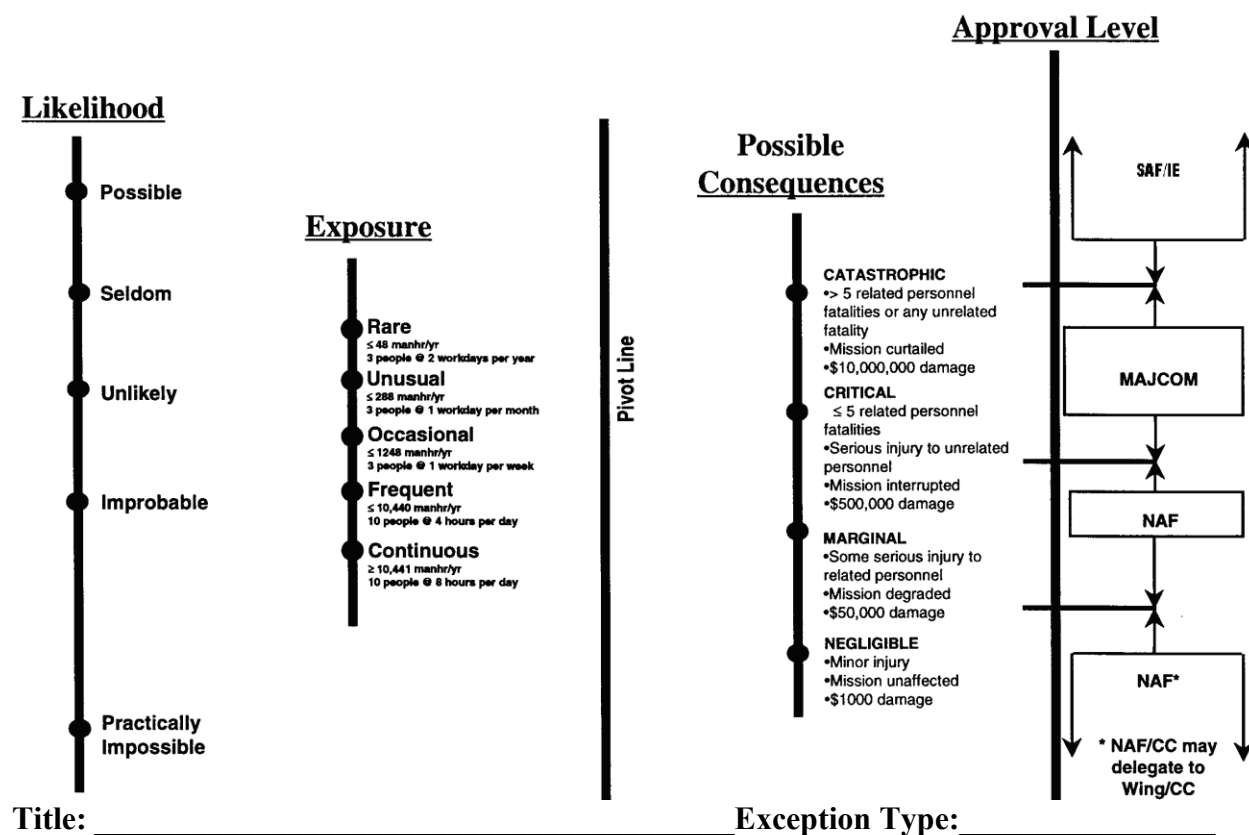 Approval Level
Likelihood
Possible
Seldom
Unlikely
Improbable
Practically
Impossible
Exposure
Rare
≤ 48 manhr/yr
3 people @ 2 workdays per year
Unusual
≤ 288 manhr/yr
3 people @ 1 workday per month
Occasional
≤ 1248 manhr/yr
3 people @ 1 workday per week
Frequent
≤ 10,440 manhr/yr
10 people @ 4 hours per day
Continuous
≥ 10,441 manhr/yr
10 people @ 8 hours per day
Pivot Line
Possible
Consequences
CATASTROPHIC
•> 5 related personnel
fatalities or any unrelated
fatality
•Mission curtailed
•$10,000,000 damage
CRITICAL
≤ 5 related personnel
fatalities
•Serious injury to unrelated
personnel
•Mission interrupted
•$500,000 damage
MARGINAL
•Some serious injury to
related personnel
•Mission degraded
•$50,000 damage
NEGLIGIBLE
•Minor injury
•Mission unaffected
•$1000 damage
SAF/IE
MAJCOM
NAF
NAF*
* NAF/CC may
delegate to
Wing/CC
Title: ______________________________________Exception Type:________________